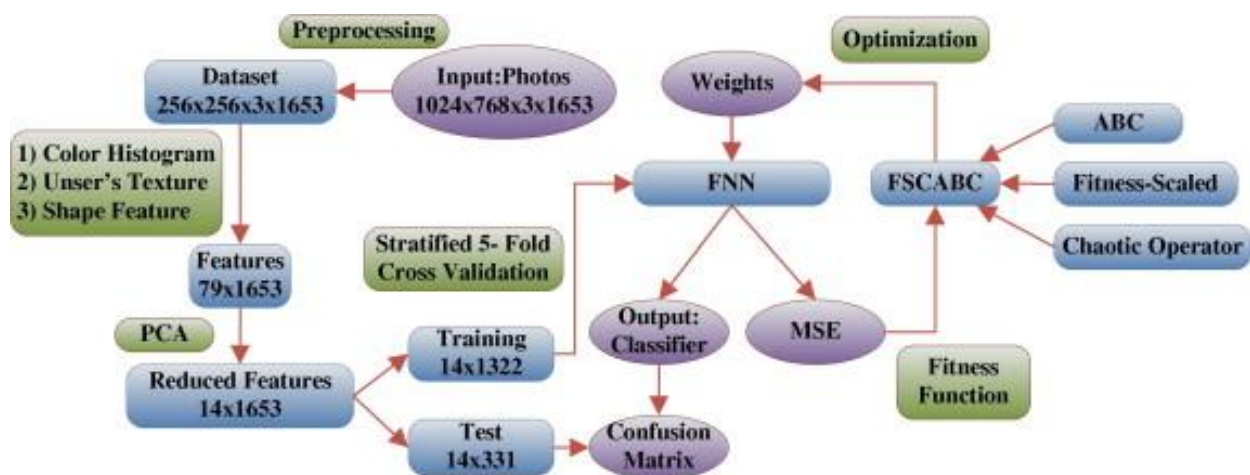 Preprocessing
Optimization
Dataset
256x256x3x1653
Input:Photos
1024x768x3x1653
Weights
ABC
1) Color Histogram
2) Unser's Texture
3) Shape Feature
FNN
FSCABC
Fitness-Scaled
Stratified 5- Fold
Cross Validation
Chaotic Operator
Features
79x1653
PCA
Training
14x1322
Output:
Classifier
MSE
Reduced Features
14x1653
Fitness
Function
Test
14x331
Confusion
Matrix